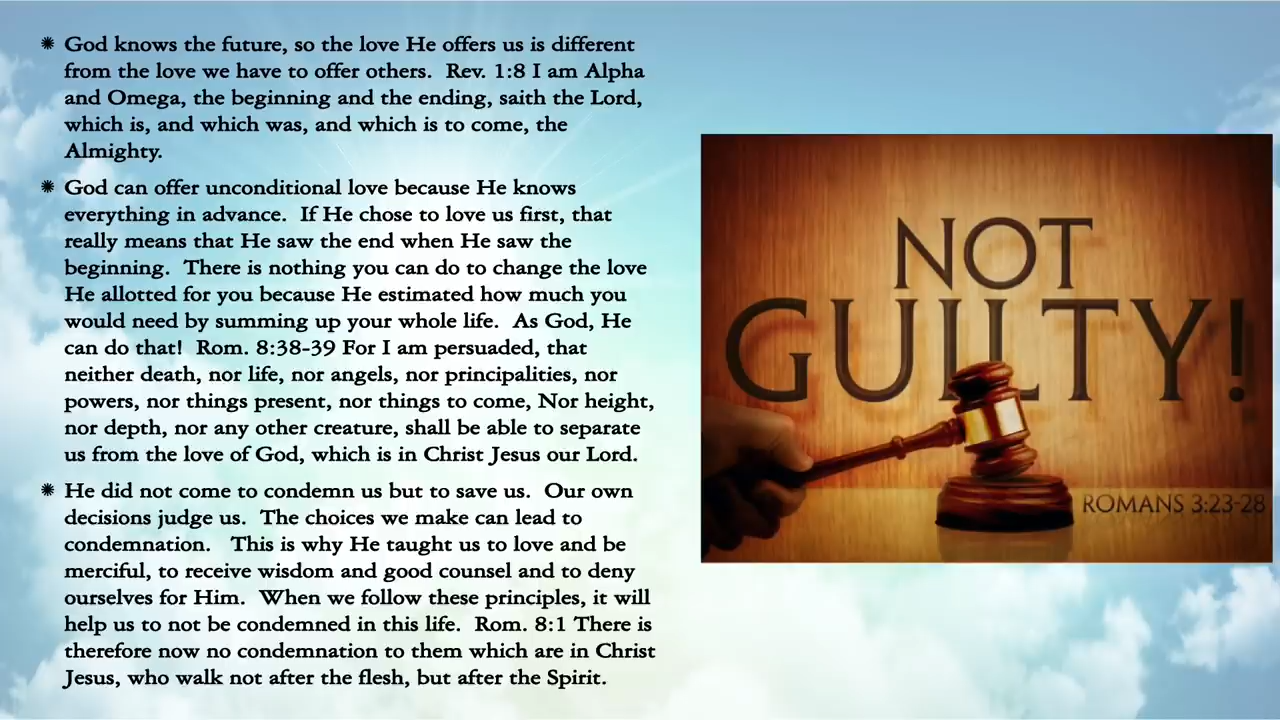 ✹ God knows the future, so the love He offers us is different
from the love we have to offer others.  Rev. 1:8 I am Alpha
and Omega, the beginning and the ending, saith the Lord,
which is, and which was, and which is to come, the
Almighty.
✹ God can offer unconditional love because He knows
everything in advance.  If He chose to love us first, that
really means that He saw the end when He saw the
beginning.  There is nothing you can do to change the love
He allotted for you because He estimated how much you
would need by summing up your whole life.  As God, He
can do that!  Rom. 8:38-39 For I am persuaded, that
neither death, nor life, nor angels, nor principalities, nor
powers, nor things present, nor things to come, Nor height,
nor depth, nor any other creature, shall be able to separate
us from the love of God, which is in Christ Jesus our Lord.
✹ He did not come to condemn us but to save us.  Our own
decisions judge us.  The choices we make can lead to
condemnation.   This is why He taught us to love and be
merciful, to receive wisdom and good counsel and to deny
ourselves for Him.  When we follow these principles, it will
help us to not be condemned in this life.  Rom. 8:1 There is
therefore now no condemnation to them which are in Christ
Jesus, who walk not after the flesh, but after the Spirit.
NOT
GUILTY!
ROMANS 3:23-28